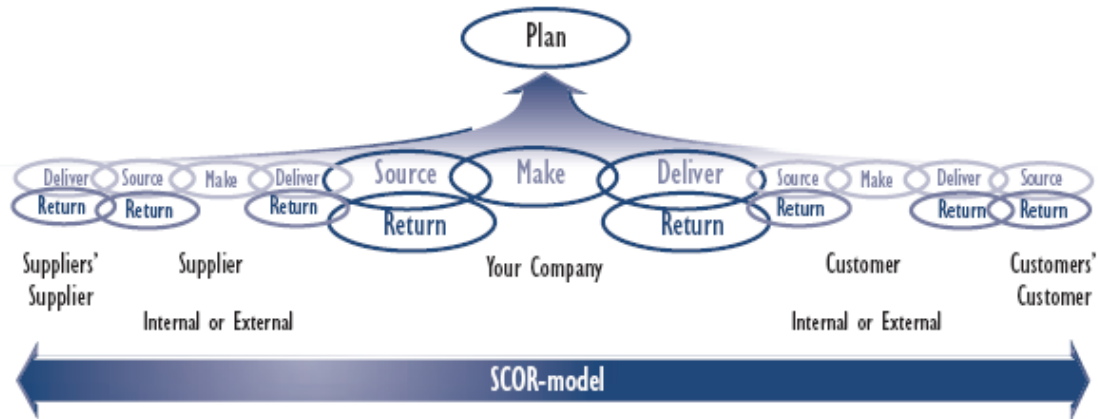 Plan
Deliver Source Make Deliver Source Make Deliver Source Make Deliver Source
Return Return Return Return Return Return Return Return
Suppliers' Supplier Your Company Customer Customers'
Supplier Customer
Internal or External Internal or External
SCOR-model